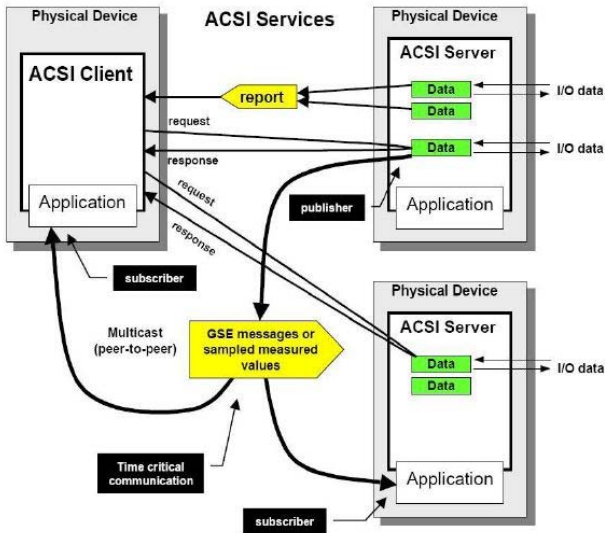 Physical Device
ACSI Services
Physical Device
ACSI Client
ACSI Server
report
Data
I/O data
Data
request
Data
I/O data
response
request
publisher
Application
Application
response
subscriber
Physical Device
Multicast
(peer-to-peer)
GSE messages or
sampled measured
values
ACSI Server
Data
I/O data
Data
Time critical
communication
Application
subscriber